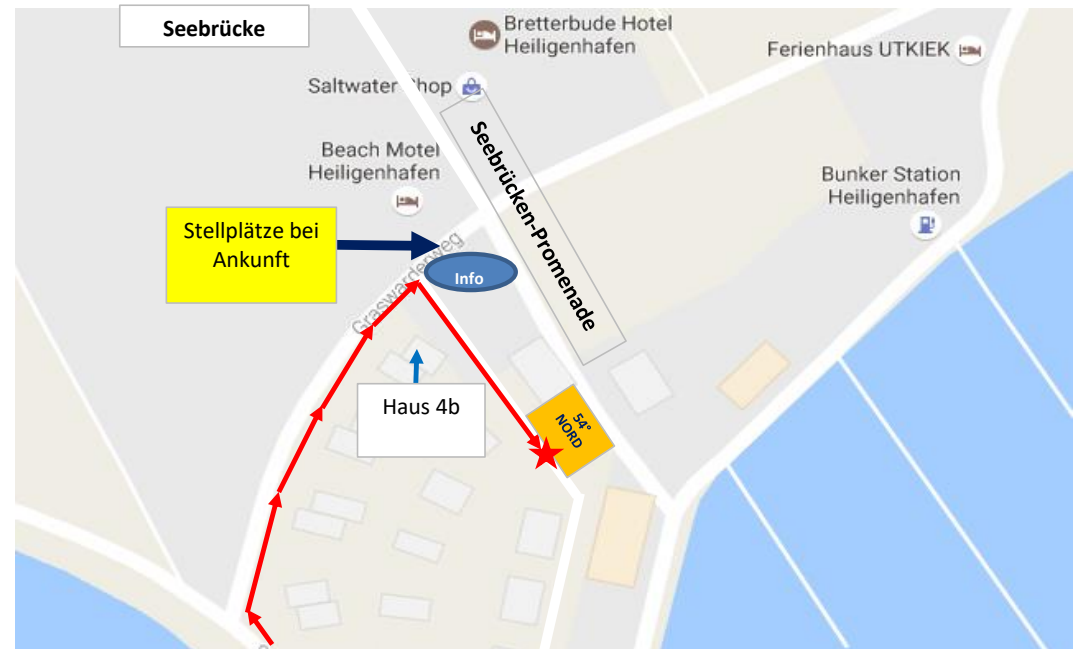 Seebrücke
Bretterbude Hotel
Heiligenhafen
Ferienhaus UTKIEK
Saltwater Shop
Seebrücken-Promenade
Beach Motel
Heiligenhafen
Bunker Station
Heiligenhafen
Stellplätze bei
Ankunft
Graswarderweg
Info
Haus 4b
54°
NORD